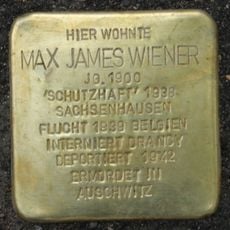 HIER WOHNTE
MAX JAMES WIENER
JG. 1900
'SCHUTZHAFT' 1938
SACHSENHAUSEN
FLUCHT 1939 BELGIEN
INTERNIERT DRANCY
DEPORTIERT 1942
ERMORDET IN
AUSCHWITZ